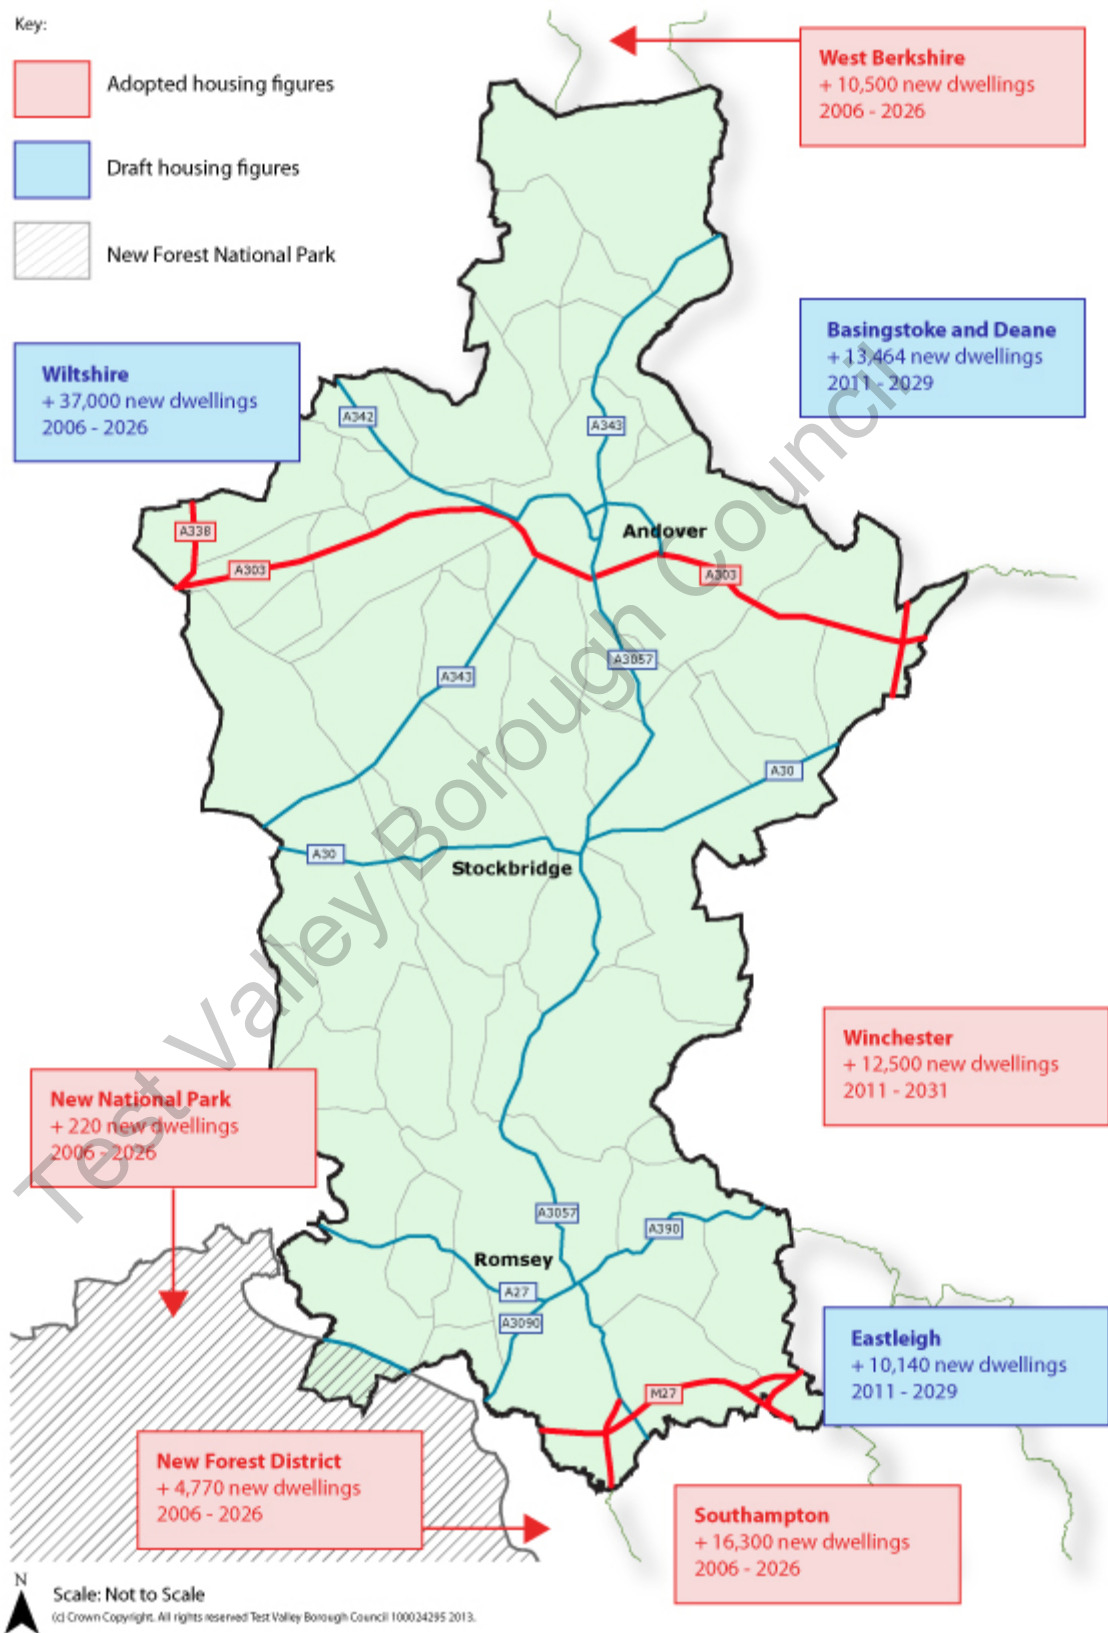 Key:
Adopted housing figures
Draft housing figures
New Forest National Park
West Berkshire
+ 10,500 new dwellings
2006 - 2026
Basingstoke and Deane
+ 13,464 new dwellings
2011 - 2029
Wiltshire
+ 37,000 new dwellings
2006 - 2026
A342
A343
Andover
A338
A303
A303
A343
A3057
A30
A30
Stockbridge
Winchester
+ 12,500 new dwellings
2011 - 2031
New National Park
+ 220 new dwellings
2006 - 2026
A3057
A390
Romsey
A27
A3090
Eastleigh
+ 10,140 new dwellings
2011 - 2029
M27
New Forest District
+ 4,770 new dwellings
2006 - 2026
Southampton
+ 16,300 new dwellings
2006 - 2026
N
Scale: Not to Scale
(c) Crown Copyright. All rights reserved Test Valley Borough Council 100024295 2013.
Test Valley Borough Council